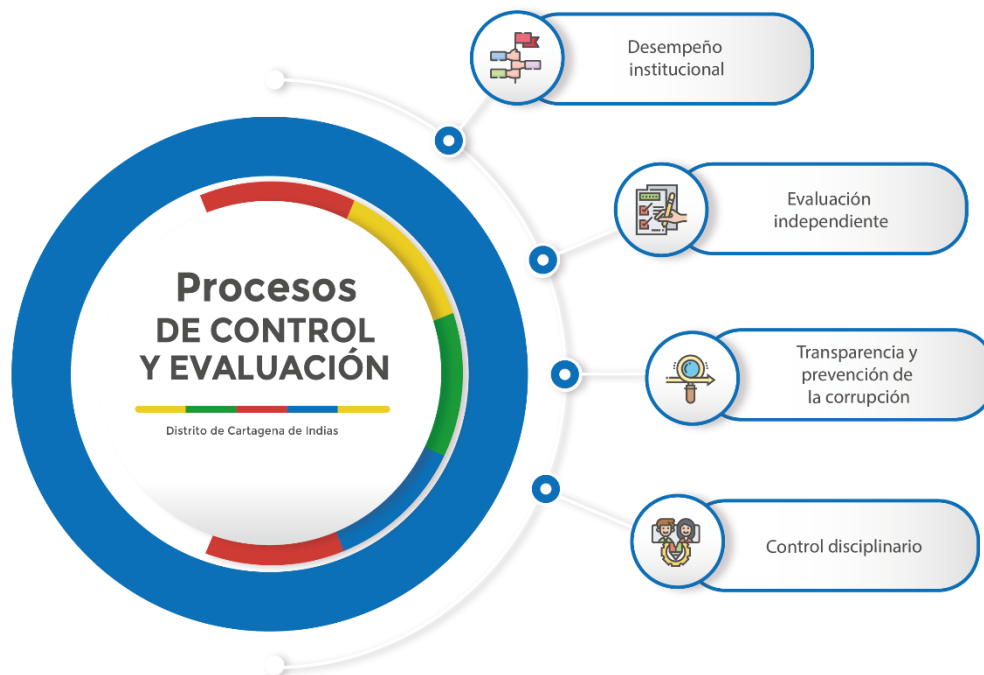 Desempeño
institucional
Evaluación
independiente
Procesos
DE CONTROL
Y EVALUACIÓN
Distrito de Cartagena de Indias
Transparencia y
prevención de
la corrupción
Control disciplinario